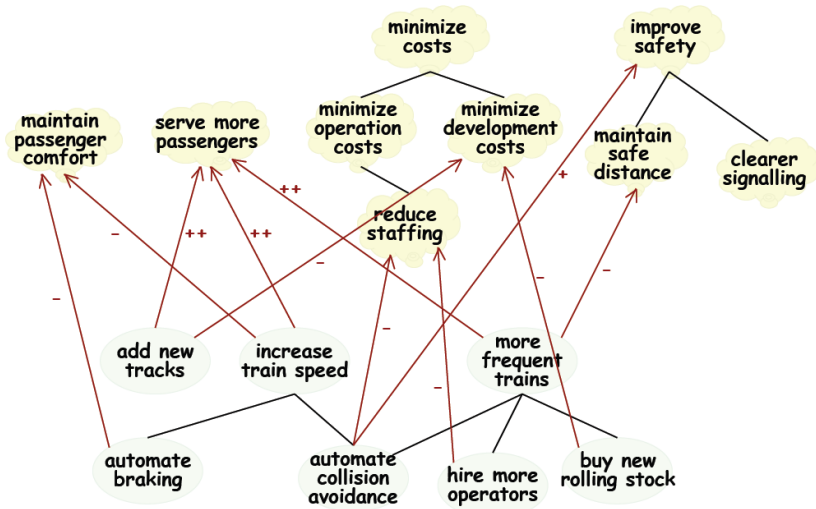 minimize
costs
improve
safety
maintain
passenger
comfort
serve more
passengers
minimize
operation
costs
minimize
development
costs
maintain
safe
distance
clearer
signalling
+
++
reduce
staffing
-
++
++
-
-
-
-
-
add new
tracks
increase
train speed
more
frequent
trains
-
automate
braking
automate
collision
avoidance
hire more
operators
buy new
rolling stock